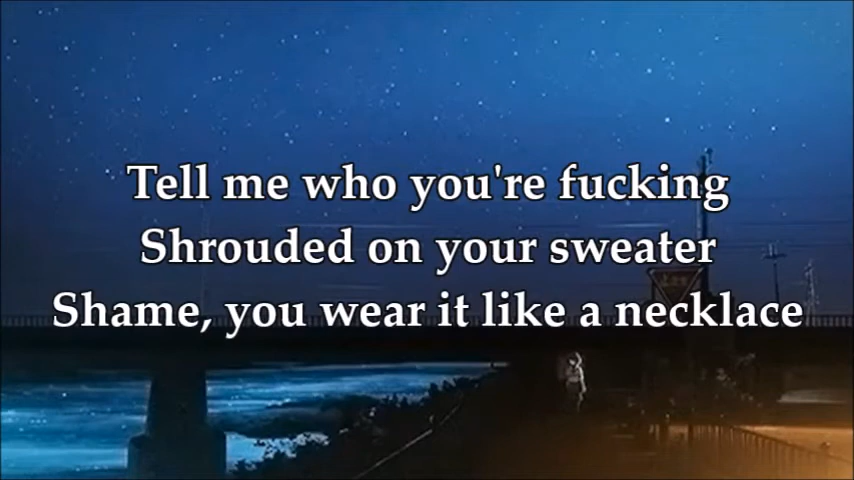 Tell me who you're fucking
Shrouded on your sweater
Shame, you wear it like a necklace